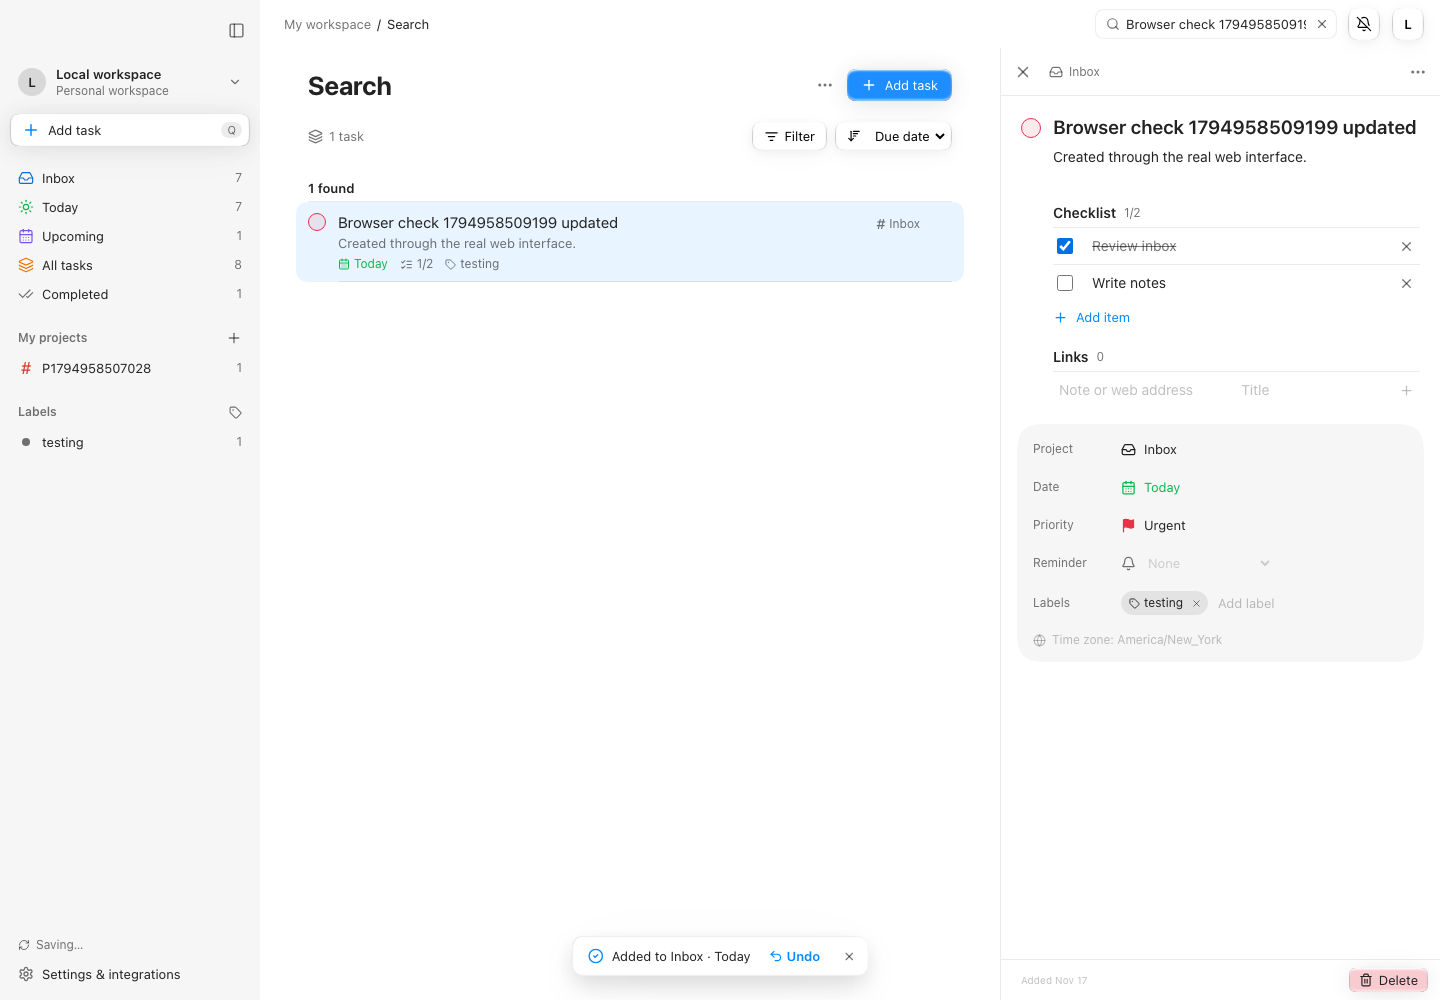 L
Local workspace
Personal workspace
Add task
Q
Inbox 7
Today 7
Upcoming 1
All tasks 8
Completed 1
My projects
# P1794958507028 1
Labels
testing 1
Saving...
Settings & integrations
My workspace / Search
Browser check 179495850919
L
Search
Add task
1 task
Filter
Due date
1 found
Browser check 1794958509199 updated
# Inbox
Created through the real web interface.
Today 1/2 testing
Added to Inbox · Today
Undo
Inbox
Browser check 1794958509199 updated
Created through the real web interface.
Checklist 1/2
Review inbox
Write notes
Add item
Links 0
Note or web address Title
Project Inbox
Date Today
Priority Urgent
Reminder None
Labels testing Add label
Time zone: America/New_York
Added Nov 17
Delete